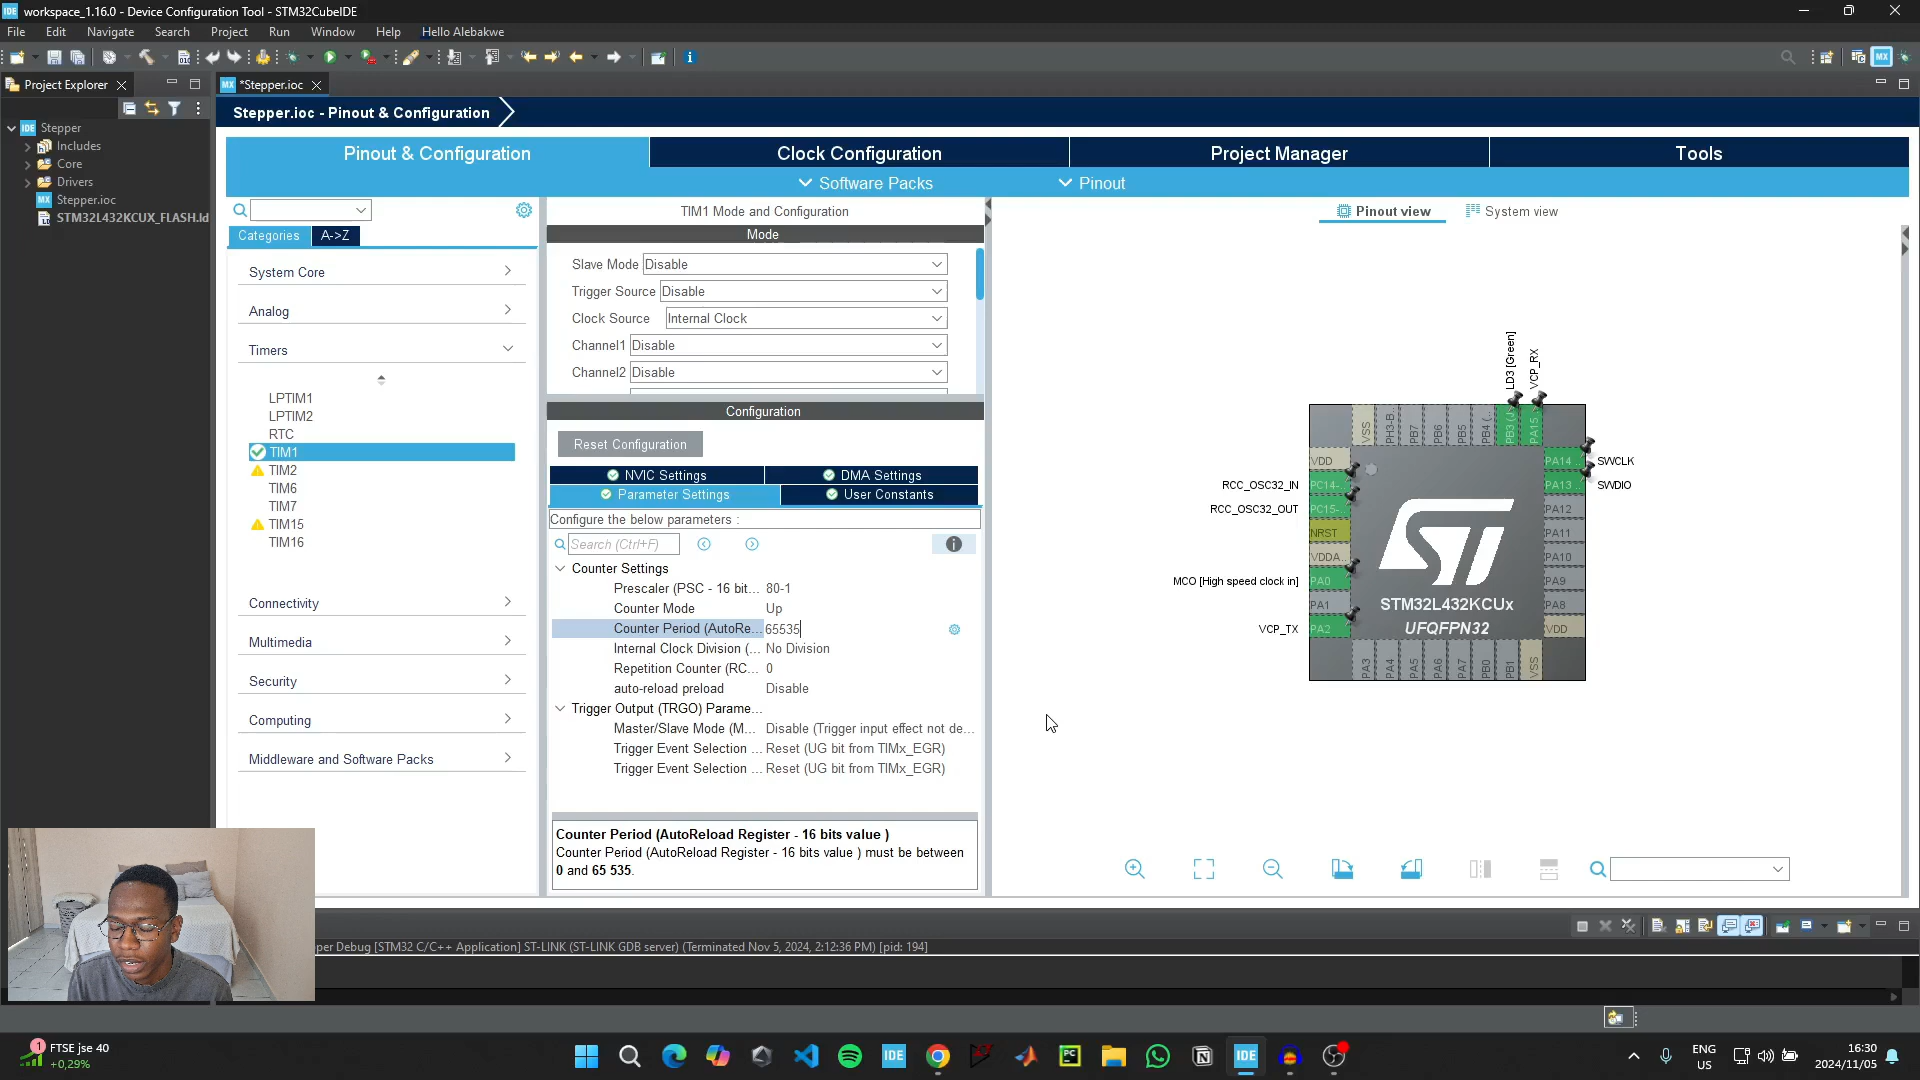 workspace_1.16.0 - Device Configuration Tool - STM32CubeIDE
File Edit Navigate Search Project Run Window Help Hello Alebakwe
Project Explorer
*Stepper.ioc
Stepper.ioc - Pinout & Configuration
Stepper
Includes
Core
Drivers
Stepper.ioc
STM32L432KCUX_FLASH.ld
Pinout & Configuration
Clock Configuration
Project Manager
Tools
Software Packs
Pinout
Categories
A->Z
System Core
Analog
Timers
LPTIM1
LPTIM2
RTC
TIM1
TIM2
TIM6
TIM7
TIM15
TIM16
Connectivity
Multimedia
Security
Computing
Middleware and Software Packs
TIM1 Mode and Configuration
Mode
Slave Mode Disable
Trigger Source Disable
Clock Source Internal Clock
Channel1 Disable
Channel2 Disable
Configuration
Reset Configuration
NVIC Settings
DMA Settings
Parameter Settings
User Constants
Configure the below parameters :
Search (Ctrl+F)
Counter Settings
Prescaler (PSC - 16 bit... 80-1
Counter Mode Up
Counter Period (AutoRe... 65535
Internal Clock Division (... No Division
Repetition Counter (RC... 0
auto-reload preload Disable
Trigger Output (TRGO) Parame...
Master/Slave Mode (M... Disable (Trigger input effect not de...
Trigger Event Selection ... Reset (UG bit from TIMx_EGR)
Trigger Event Selection ... Reset (UG bit from TIMx_EGR)
Counter Period (AutoReload Register - 16 bits value )
Counter Period (AutoReload Register - 16 bits value ) must be between
0 and 65 535.
Pinout view
System view
LD3 [Green]
VCP_RX
VSS
PH3-B...
PB7
PB6
PB5
PB4 (...
PB3 (J...
PA15 ...
VDD
PC14-...
PC15-...
NRST
VDDA...
PA0
PA1
PA2
RCC_OSC32_IN
RCC_OSC32_OUT
MCO [High speed clock in]
VCP_TX
PA14 ...
PA13 ...
PA12
PA11
PA10
PA9
PA8
VDD
SWCLK
SWDIO
STM32L432KCUx
UFQFPN32
PA3
PA4
PA5
PA6
PA7
PB0
PB1
VSS
per Debug [STM32 C/C++ Application] ST-LINK (ST-LINK GDB server) (Terminated Nov 5, 2024, 2:12:36 PM) [pid: 194]
1
FTSE jse 40
+0,29%
ENG
US
16:30
2024/11/05